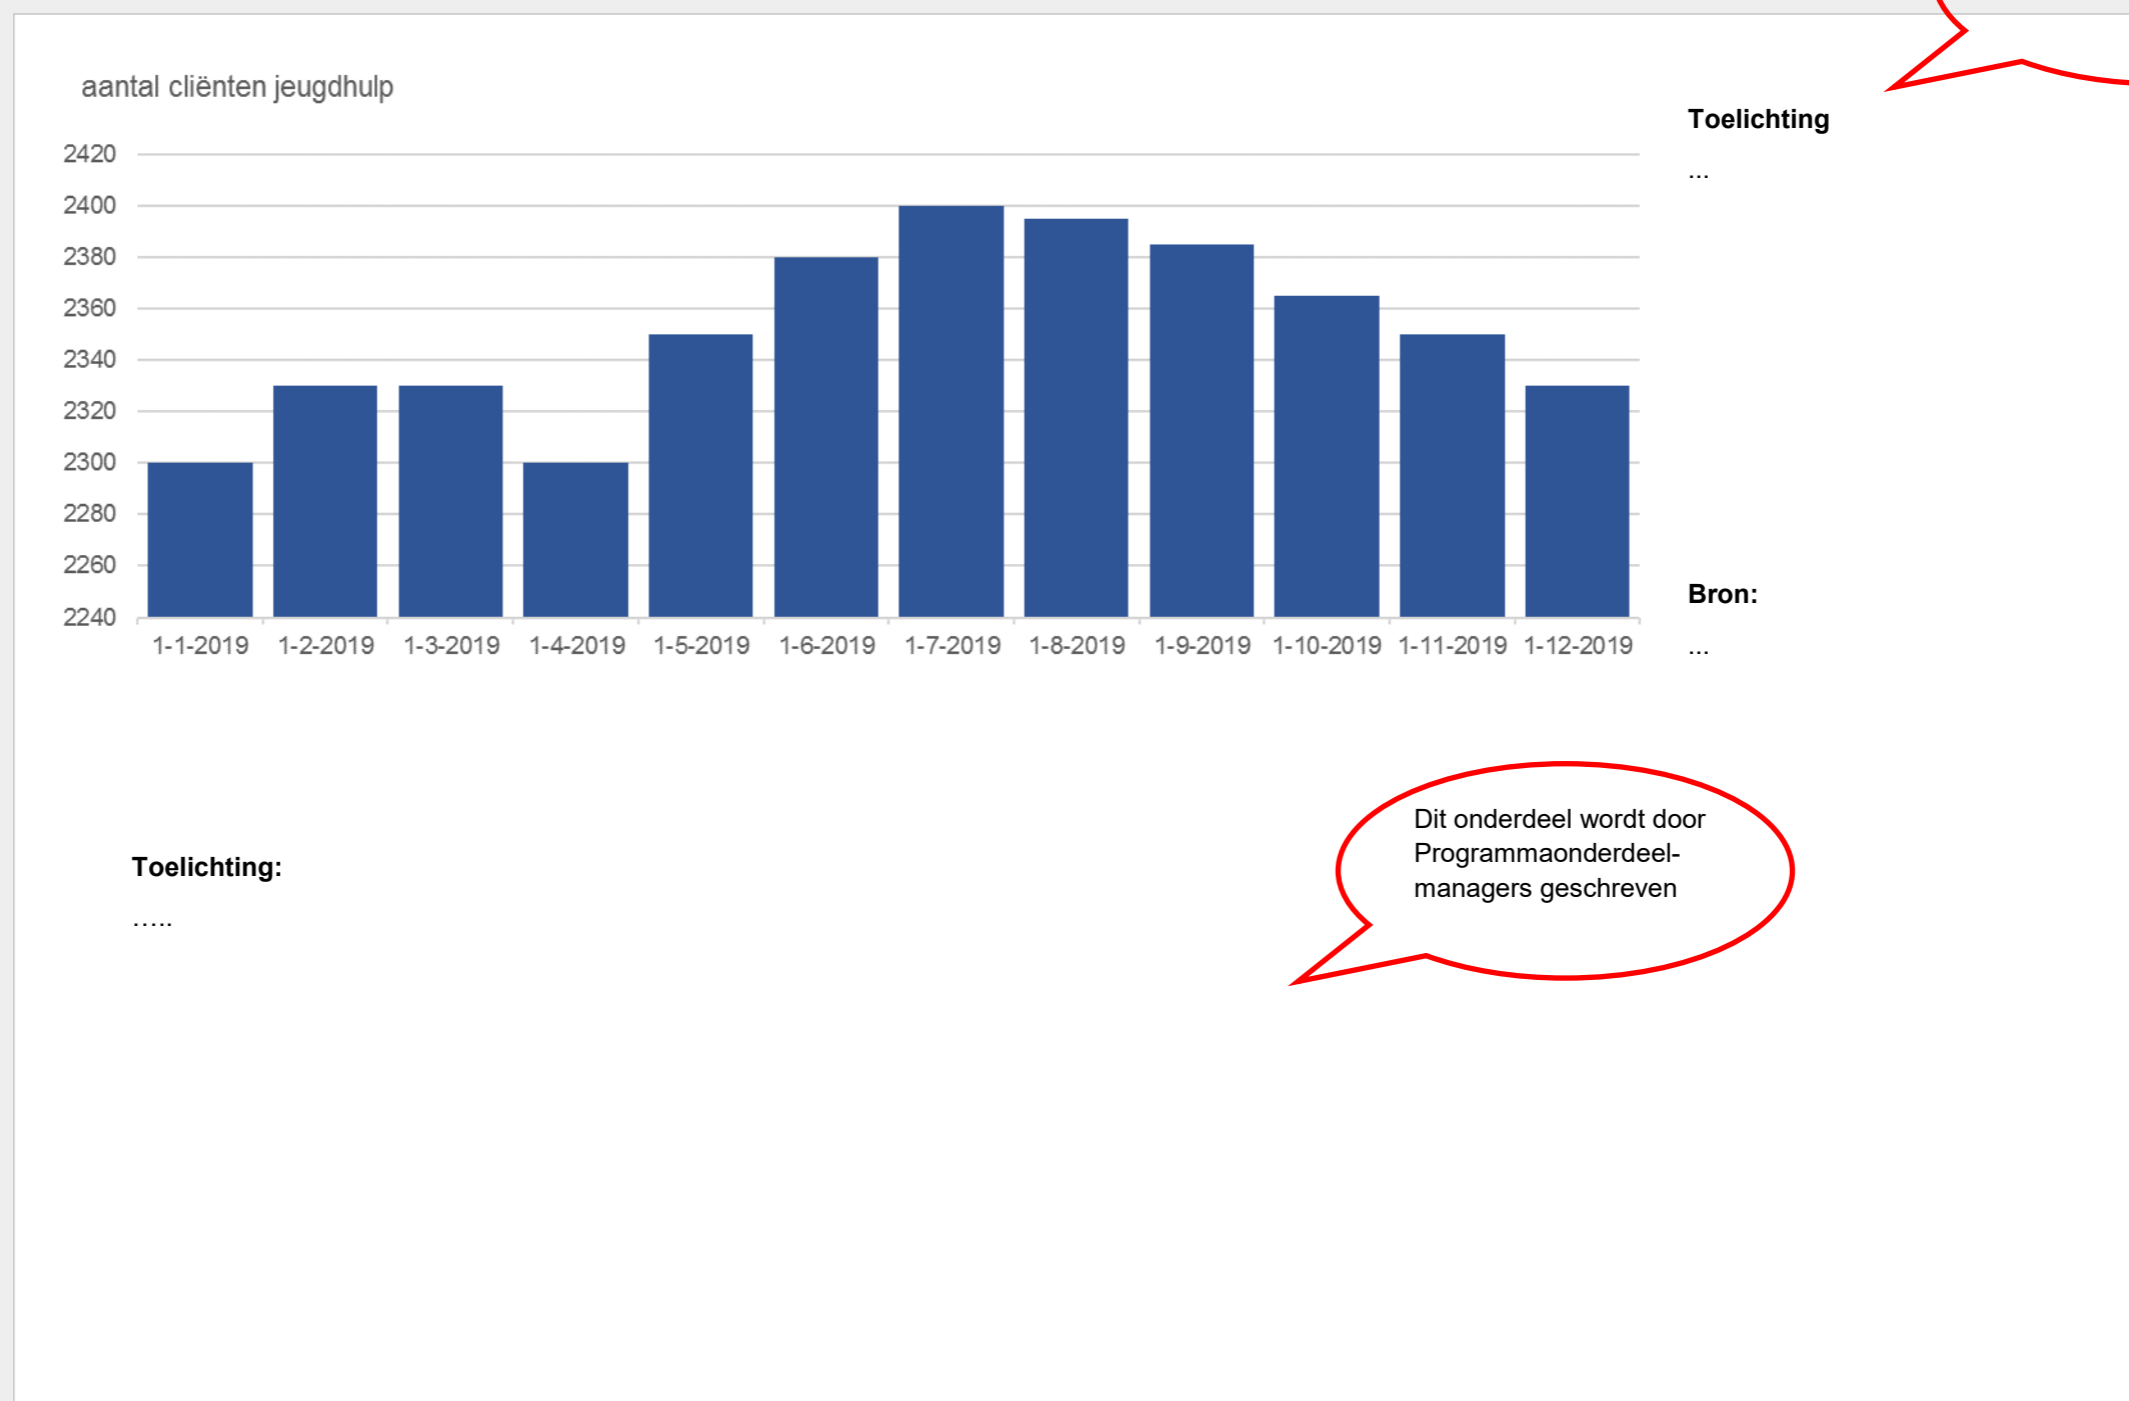 aantal cliënten jeugdhulp
2420
2400
2380
2360
2340
2320
2300
2280
2260
2240
1-1-2019 1-2-2019 1-3-2019 1-4-2019 1-5-2019 1-6-2019 1-7-2019 1-8-2019 1-9-2019 1-10-2019 1-11-2019 1-12-2019
Toelichting
...
Bron:
...
Dit onderdeel wordt door
Programmaonderdeel-
managers geschreven
Toelichting:
…..